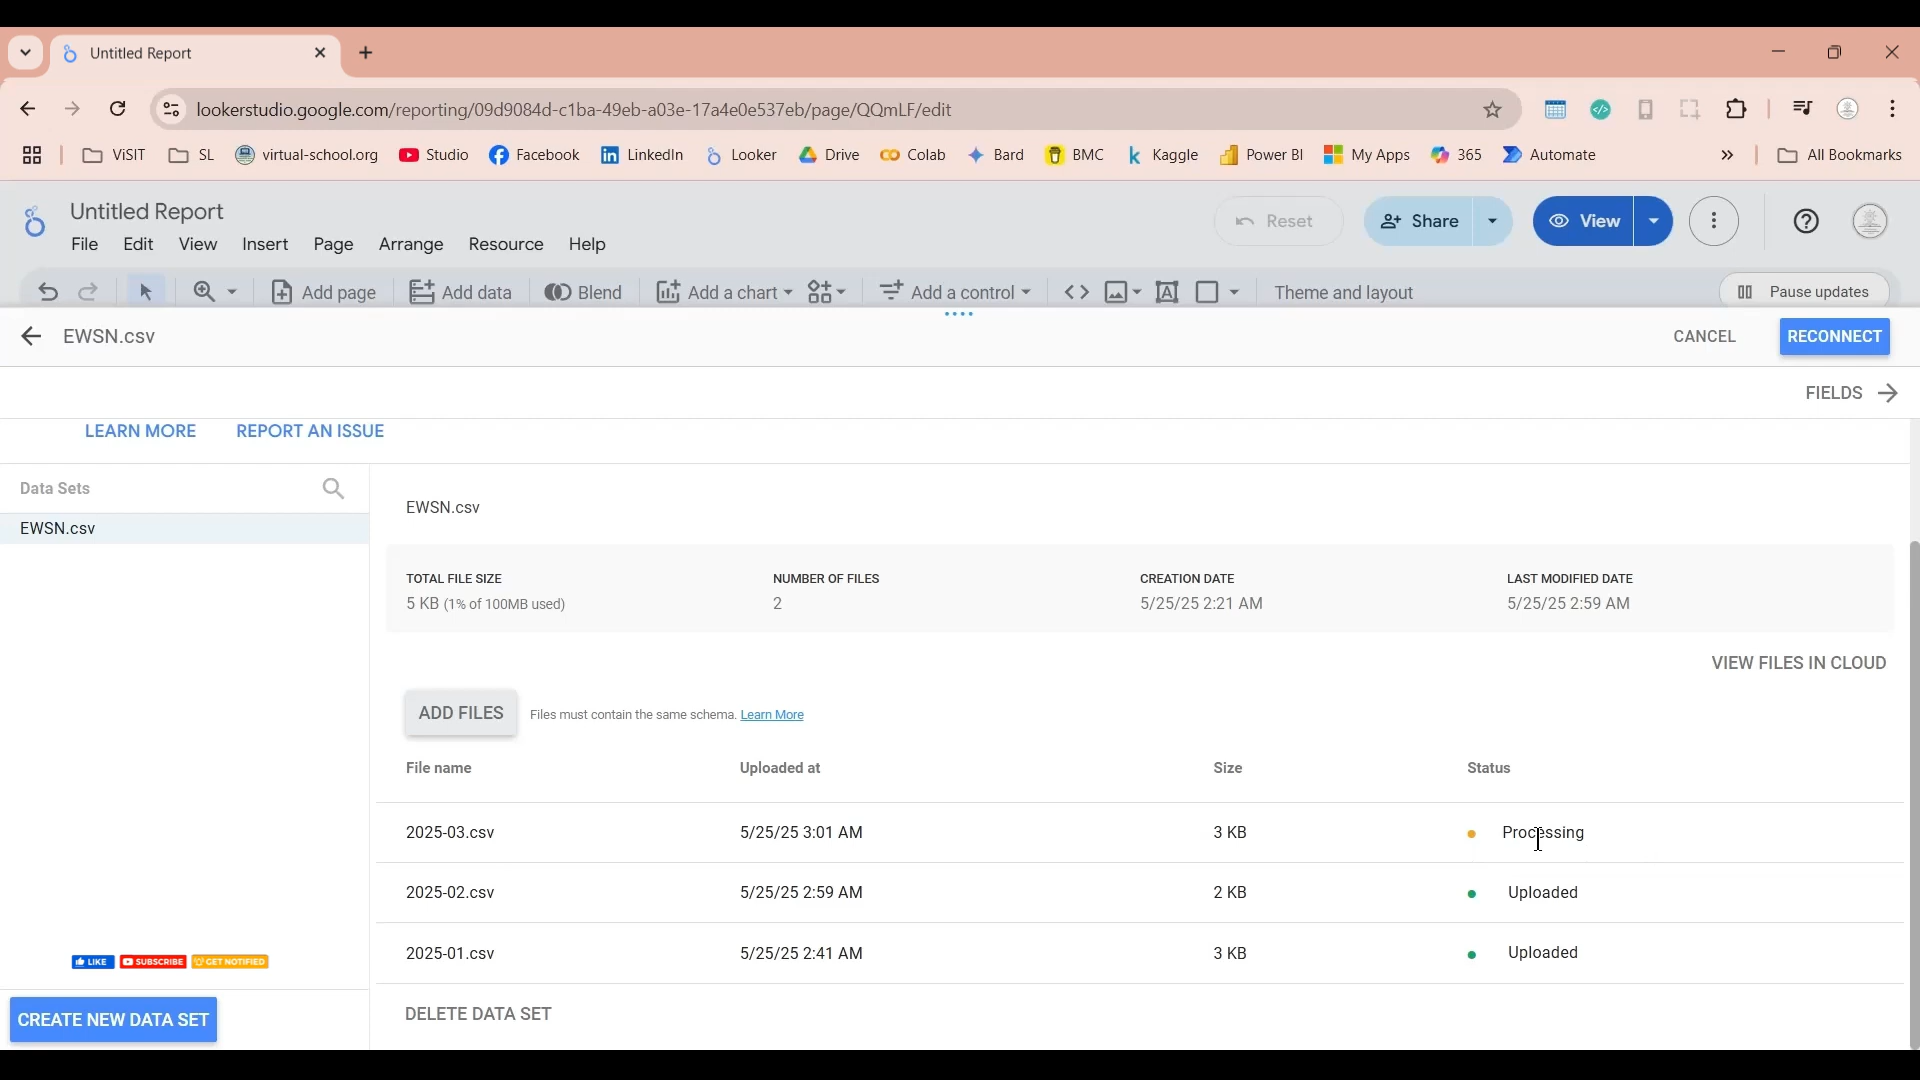 Untitled Report
lookerstudio.google.com/reporting/09d9084d-c1ba-49eb-a03e-17a4e0e537eb/page/QQmLF/edit
ViSIT SL virtual-school.org Studio Facebook LinkedIn Looker Drive Colab Bard BMC Kaggle Power BI My Apps 365 Automate » All Bookmarks
Untitled Report
Reset Share View
File Edit View Insert Page Arrange Resource Help
Add page Add data Blend Add a chart Add a control Theme and layout Pause updates
EWSN.csv CANCEL RECONNECT
FIELDS
LEARN MORE REPORT AN ISSUE
Data Sets
EWSN.csv
EWSN.csv
TOTAL FILE SIZE NUMBER OF FILES CREATION DATE LAST MODIFIED DATE
5 KB (1% of 100MB used) 2 5/25/25 2:21 AM 5/25/25 2:59 AM
VIEW FILES IN CLOUD
ADD FILES Files must contain the same schema. Learn More
File name Uploaded at Size Status
2025-03.csv 5/25/25 3:01 AM 3 KB Processing
2025-02.csv 5/25/25 2:59 AM 2 KB Uploaded
2025-01.csv 5/25/25 2:41 AM 3 KB Uploaded
LIKE SUBSCRIBE GET NOTIFIED
DELETE DATA SET
CREATE NEW DATA SET